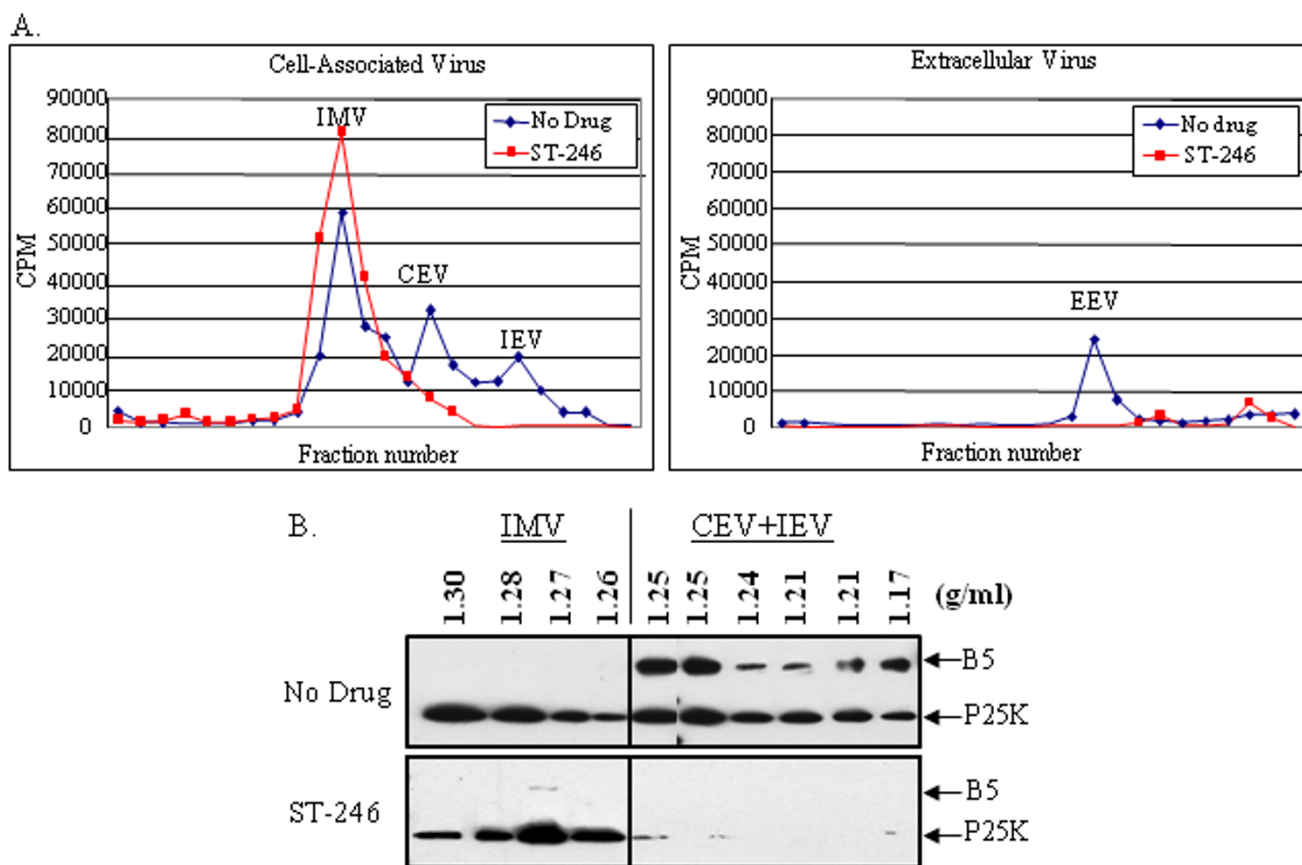 A.
Cell-Associated Virus
90000
80000
70000
60000
50000
40000
30000
20000
10000
0
CPM
IMV
CEV
IEV
No Drug
ST-246
Fraction number
Extracellular Virus
90000
80000
70000
60000
50000
40000
30000
20000
10000
0
CPM
EEV
No drug
ST-246
Fraction number
B.
IMV
CEV+IEV
1.30 1.28 1.27 1.26 1.25 1.25 1.24 1.21 1.21 1.17 (g/ml)
No Drug
B5
P25K
ST-246
B5
P25K